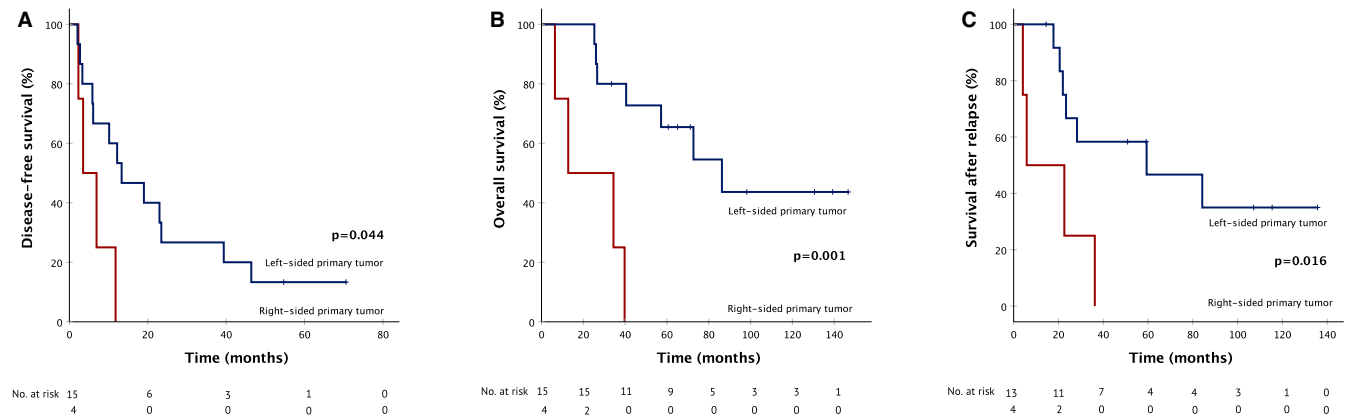 A
Disease-free survival (%)
100
80
60
40
20
0
p=0.044
Left-sided primary tumor
Right-sided primary tumor
0 20 40 60 80
Time (months)
No. at risk 15 6 3 1 0
4 0 0 0 0
B
Overall survival (%)
100
80
60
40
20
0
Left-sided primary tumor
p=0.001
Right-sided primary tumor
0 20 40 60 80 100 120 140
Time (months)
No. at risk 15 15 11 9 5 3 3 1
4 2 0 0 0 0 0 0
C
Survival after relapse (%)
100
80
60
40
20
0
Left-sided primary tumor
p=0.016
Right-sided primary tumor
0 20 40 60 80 100 120 140
Time (months)
No. at risk 13 11 7 4 4 3 1 0
4 2 0 0 0 0 0 0